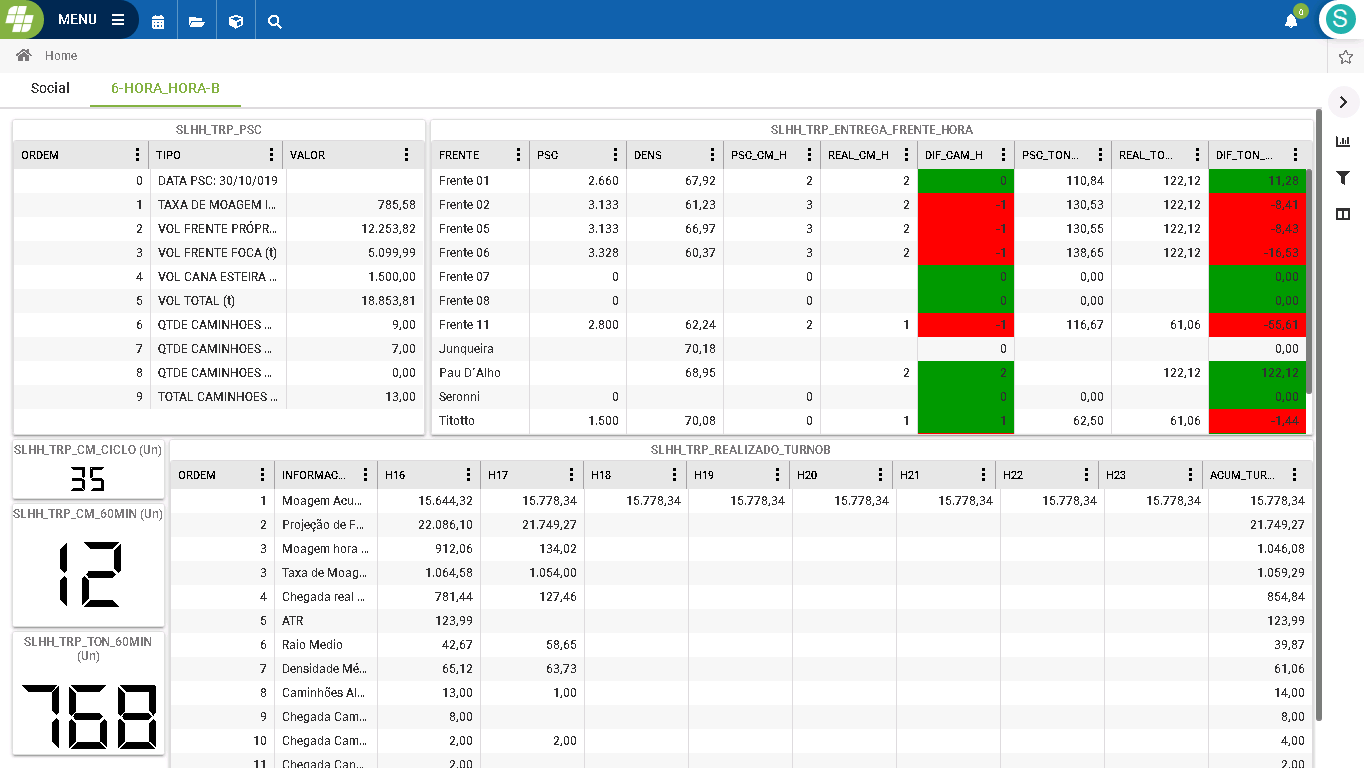 MENU
0
S
Home
Social 6-HORA_HORA-B
SLHH_TRP_PSC
ORDEM TIPO VALOR
0 DATA PSC: 30/10/019
1 TAXA DE MOAGEM I... 785,58
2 VOL FRENTE PRÓPR... 12.253,82
3 VOL FRENTE FOCA (t) 5.099,99
4 VOL CANA ESTEIRA ... 1.500,00
5 VOL TOTAL (t) 18.853,81
6 QTDE CAMINHOES ... 9,00
7 QTDE CAMINHOES ... 7,00
8 QTDE CAMINHOES ... 0,00
9 TOTAL CAMINHOES ... 13,00
SLHH_TRP_ENTREGA_FRENTE_HORA
FRENTE PSC DENS PSC_CM_H REAL_CM_H DIF_CAM_H PSC_TON... REAL_TO... DIF_TON_...
Frente 01 2.660 67,92 2 2 0 110,84 122,12 11,28
Frente 02 3.133 61,23 3 2 -1 130,53 122,12 -8,41
Frente 05 3.133 66,97 3 2 -1 130,55 122,12 -8,43
Frente 06 3.328 60,37 3 2 -1 138,65 122,12 -16,53
Frente 07 0 0 0 0,00 0,00
Frente 08 0 0 0 0,00 0,00
Frente 11 2.800 62,24 2 1 -1 116,67 61,06 -55,61
Junqueira 70,18 0 0,00
Pau D´Alho 68,95 2 2 122,12 122,12
Seronni 0 0 0 0,00 0,00
Titotto 1.500 70,08 0 1 1 62,50 61,06 -1,44
SLHH_TRP_CM_CICLO (Un)
35
SLHH_TRP_CM_60MIN (Un)
12
SLHH_TRP_TON_60MIN
(Un)
768
SLHH_TRP_REALIZADO_TURNOB
ORDEM INFORMAC... H16 H17 H18 H19 H20 H21 H22 H23 ACUM_TUR...
1 Moagem Acu... 15.644,32 15.778,34 15.778,34 15.778,34 15.778,34 15.778,34 15.778,34 15.778,34 15.778,34
2 Projeção de F... 22.086,10 21.749,27 21.749,27
3 Moagem hora ... 912,06 134,02 1.046,08
3 Taxa de Moag... 1.064,58 1.054,00 1.059,29
4 Chegada real ... 781,44 127,46 854,84
5 ATR 123,99 123,99
6 Raio Medio 42,67 58,65 39,87
7 Densidade Mé... 65,12 63,73 61,06
8 Caminhões Al... 13,00 1,00 14,00
9 Chegada Cam... 8,00 8,00
10 Chegada Cam... 2,00 2,00 4,00
11 Chegada Can... 2,00 2,00